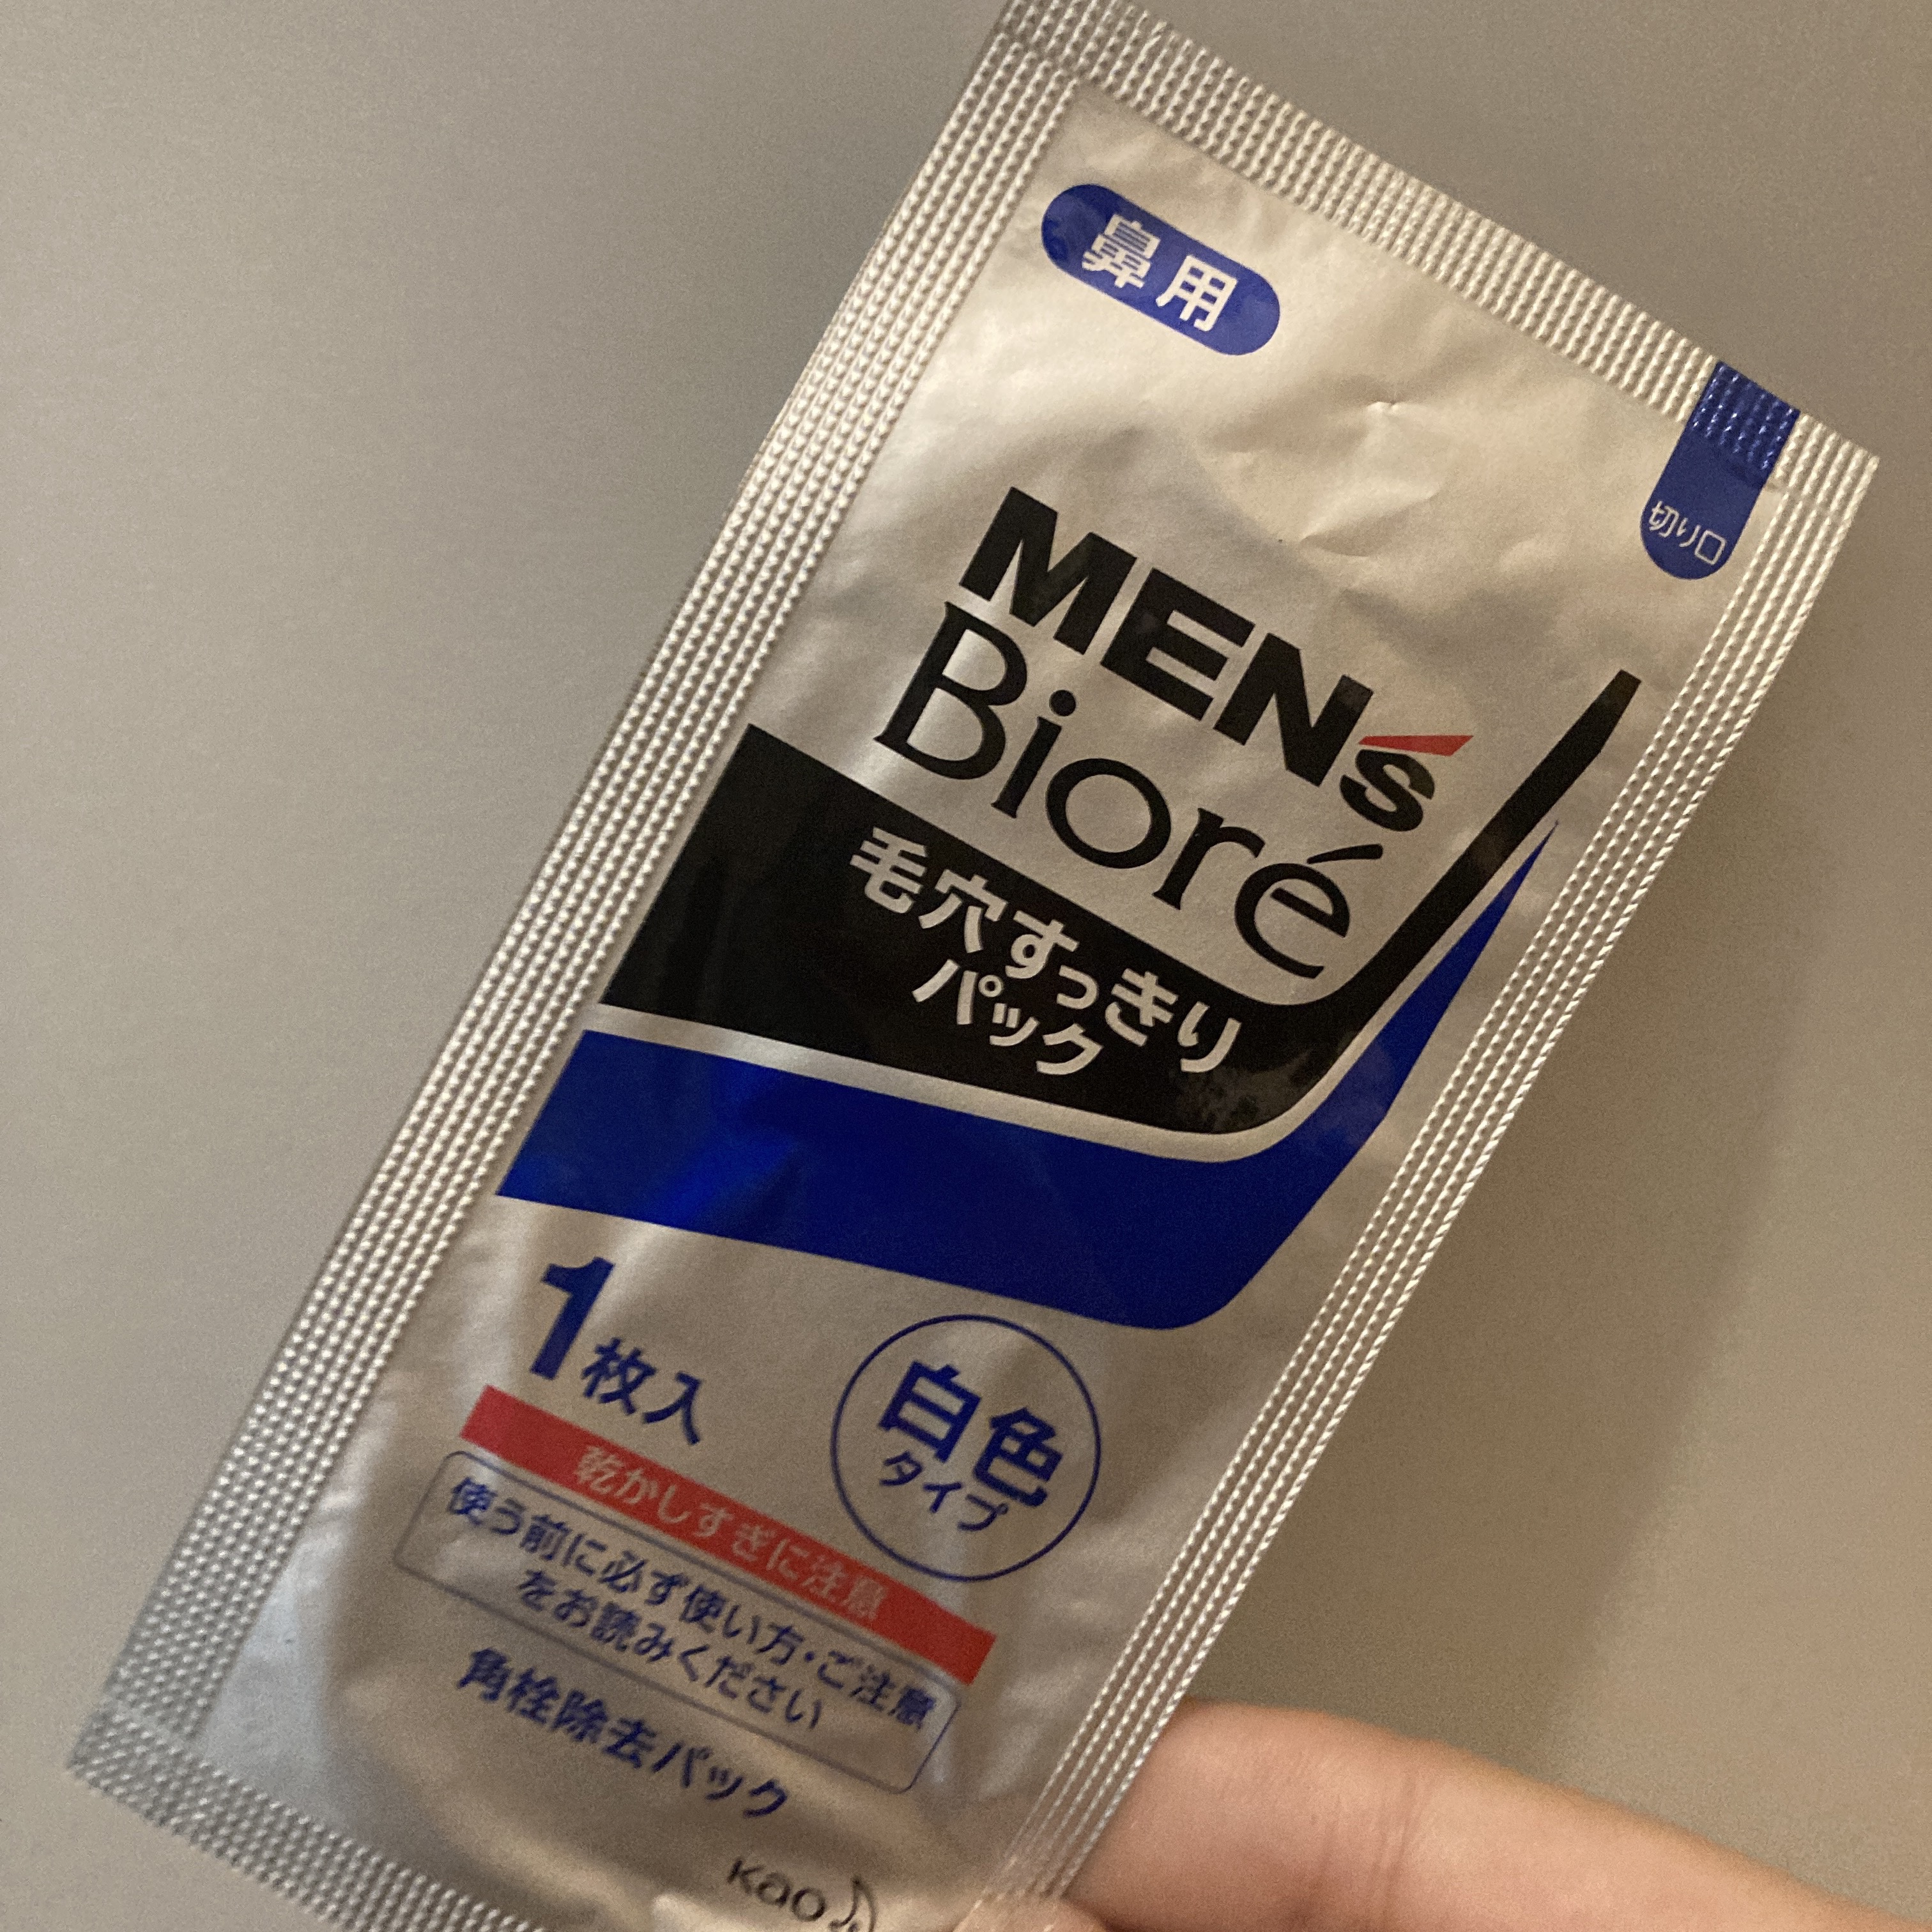 鼻用
切り口
MEN's
Bioré
毛穴すっきり
パック
1枚入
白色
タイプ
乾かしすぎに注意
使う前に必ず使い方・ご注意
をお読みください
角栓除去パック
Kao